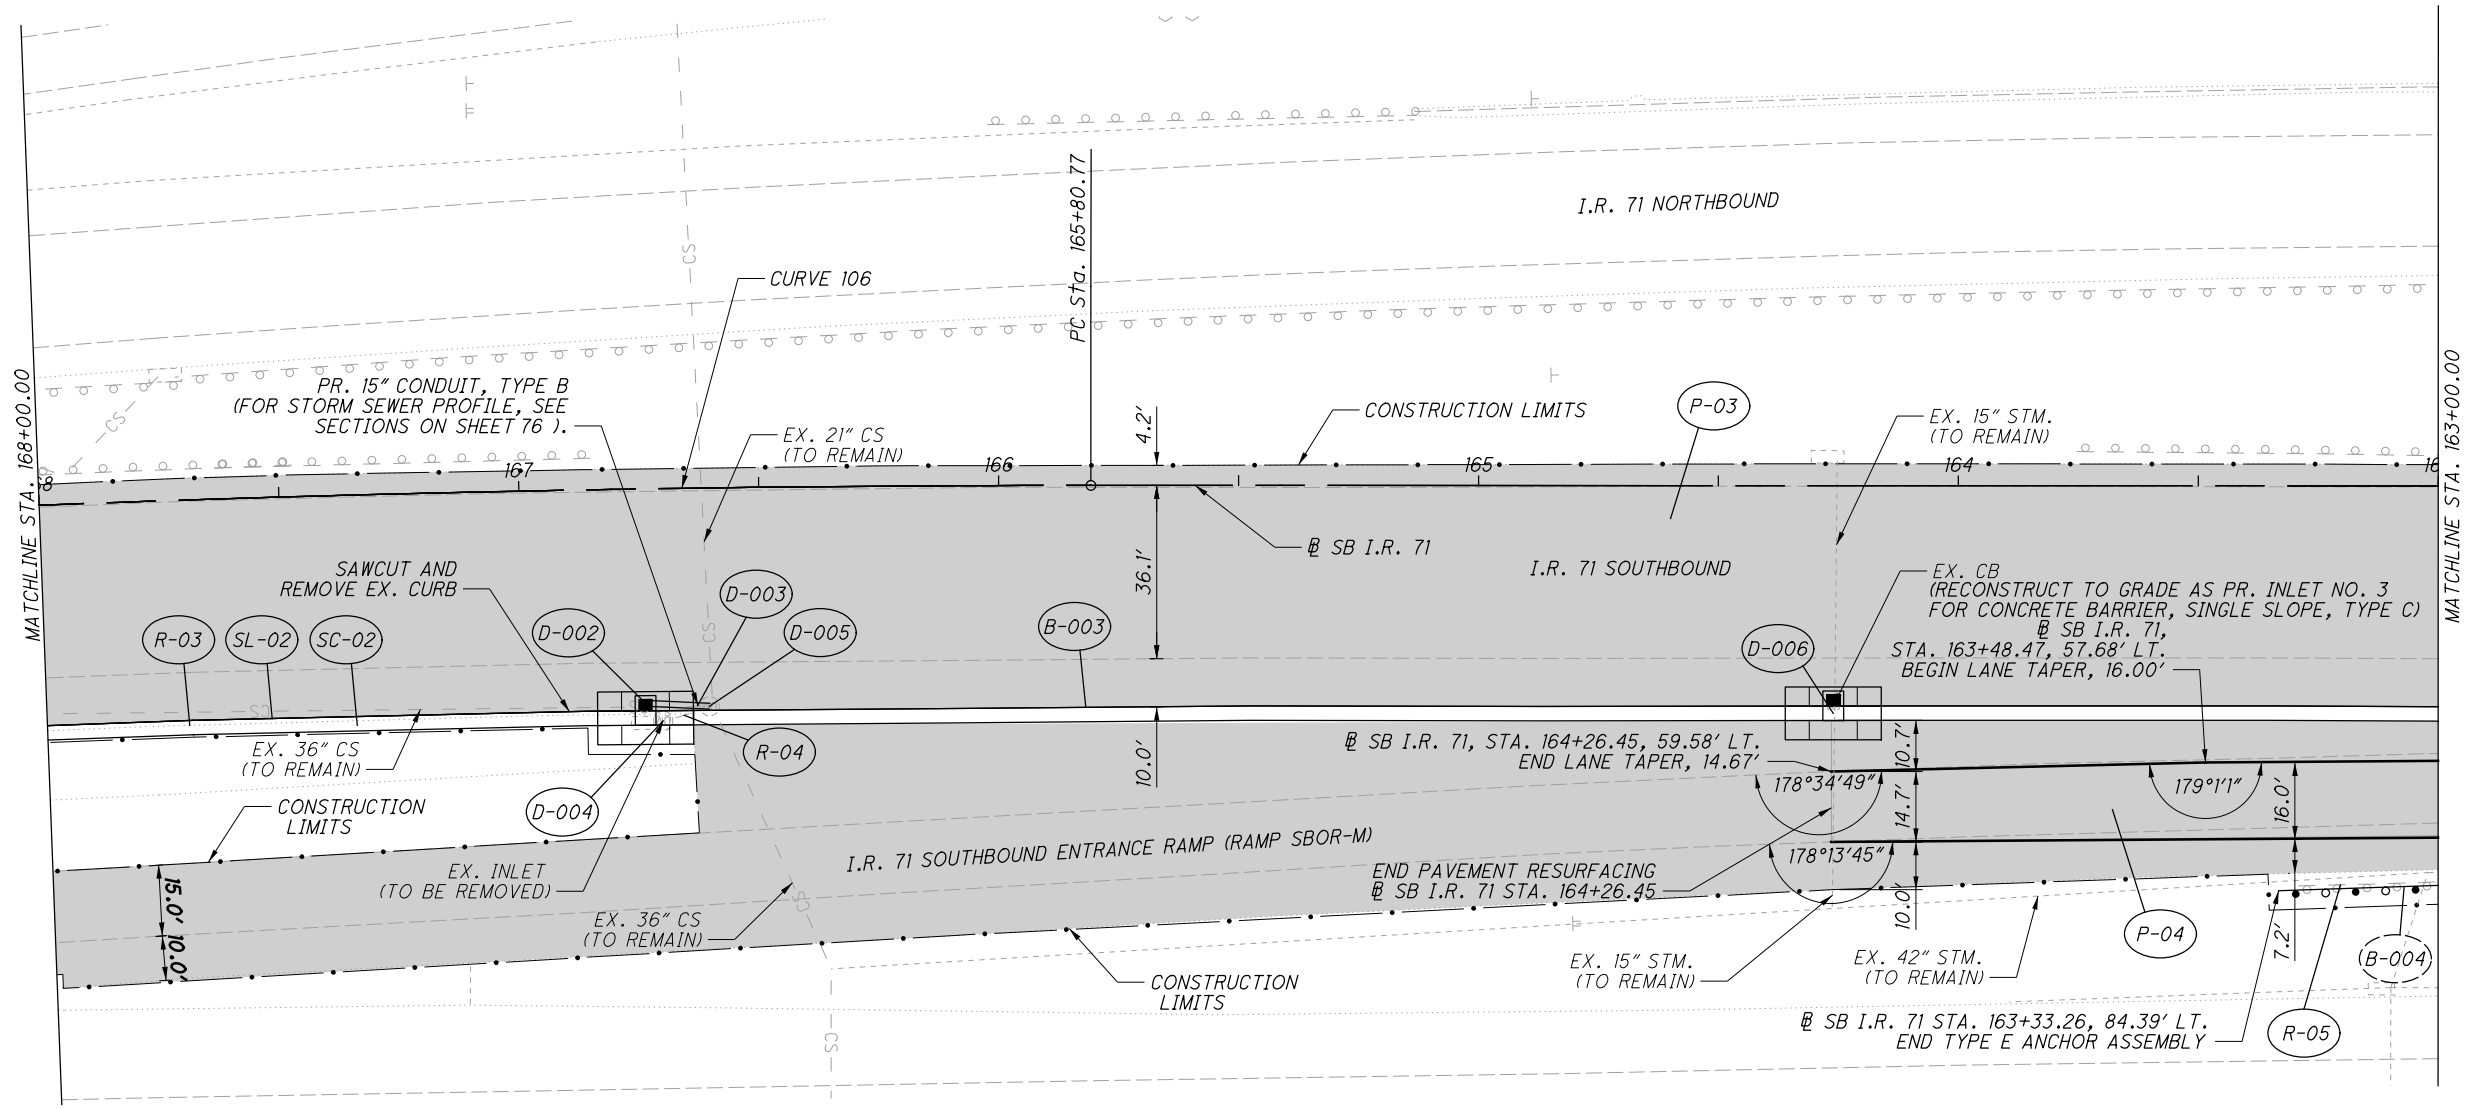 I.R. 71 NORTHBOUND
PC Sta. 165+80.77
CS
CURVE 106
MATCHLINE STA. 168+00.00
MATCHLINE STA. 163+00.00
PR. 15" CONDUIT, TYPE B
(FOR STORM SEWER PROFILE, SEE
SECTIONS ON SHEET 76 ).
CS
EX. 21" CS
(TO REMAIN)
4.2'
CONSTRUCTION LIMITS
P-03
EX. 15" STM.
(TO REMAIN)
167
166
165
164
36.1'
℄ SB I.R. 71
I.R. 71 SOUTHBOUND
SAWCUT AND
REMOVE EX. CURB
EX. CB
(RECONSTRUCT TO GRADE AS PR. INLET NO. 3
FOR CONCRETE BARRIER, SINGLE SLOPE, TYPE C)
℄ SB I.R. 71,
STA. 163+48.47, 57.68' LT.
BEGIN LANE TAPER, 16.00'
R-03
SL-02
SC-02
D-002
D-003
D-005
CS
B-003
D-006
CS
EX. 36" CS
(TO REMAIN)
R-04
10.0'
℄ SB I.R. 71, STA. 164+26.45, 59.58' LT.
END LANE TAPER, 14.67'
10.7'
178°34'49"
179°1'1"
14.7'
16.0'
CONSTRUCTION
LIMITS
D-004
I.R. 71 SOUTHBOUND ENTRANCE RAMP (RAMP SBOR-M)
178°13'45"
EX. INLET
(TO BE REMOVED)
END PAVEMENT RESURFACING
℄ SB I.R. 71 STA. 164+26.45
15.0'
10.0'
10.0'
CS
EX. 36" CS
(TO REMAIN)
P-04
7.2'
B-004
EX. 15" STM.
(TO REMAIN)
EX. 42" STM.
(TO REMAIN)
CONSTRUCTION
LIMITS
CS
℄ SB I.R. 71 STA. 163+33.26, 84.39' LT.
END TYPE E ANCHOR ASSEMBLY
R-05